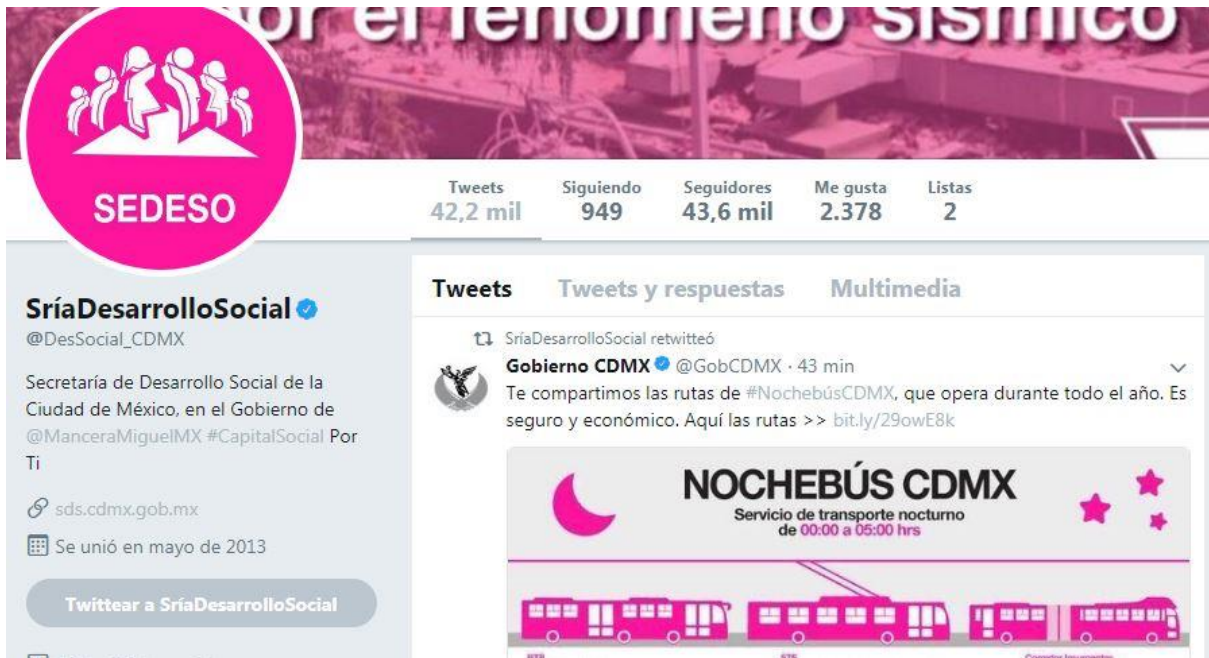 por el fenómeno sísmico
SEDESO
Tweets Siguiendo Seguidores Me gusta Listas
42,2 mil 949 43,6 mil 2.378 2
SríaDesarrolloSocial
@DesSocial_CDMX
Secretaría de Desarrollo Social de la
Ciudad de México, en el Gobierno de
@ManceraMiguelMX #CapitalSocial Por
Ti
sds.cdmx.gob.mx
Se unió en mayo de 2013
Twittear a SríaDesarrolloSocial
Tweets Tweets y respuestas Multimedia
SríaDesarrolloSocial retwitteó
Gobierno CDMX @GobCDMX · 43 min
Te compartimos las rutas de #NochebúsCDMX, que opera durante todo el año. Es
seguro y económico. Aquí las rutas >> bit.ly/29owE8k
NOCHEBÚS CDMX
Servicio de transporte nocturno
de 00:00 a 05:00 hrs